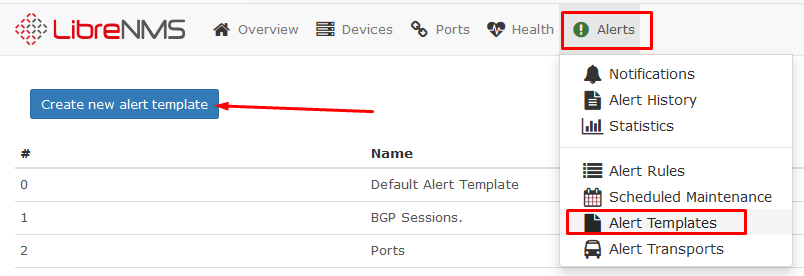 LibreNMS Overview Devices Ports Health Alerts
Notifications
Alert History
Statistics
Alert Rules
Scheduled Maintenance
Alert Templates
Alert Transports
Create new alert template
# Name
0 Default Alert Template
1 BGP Sessions.
2 Ports